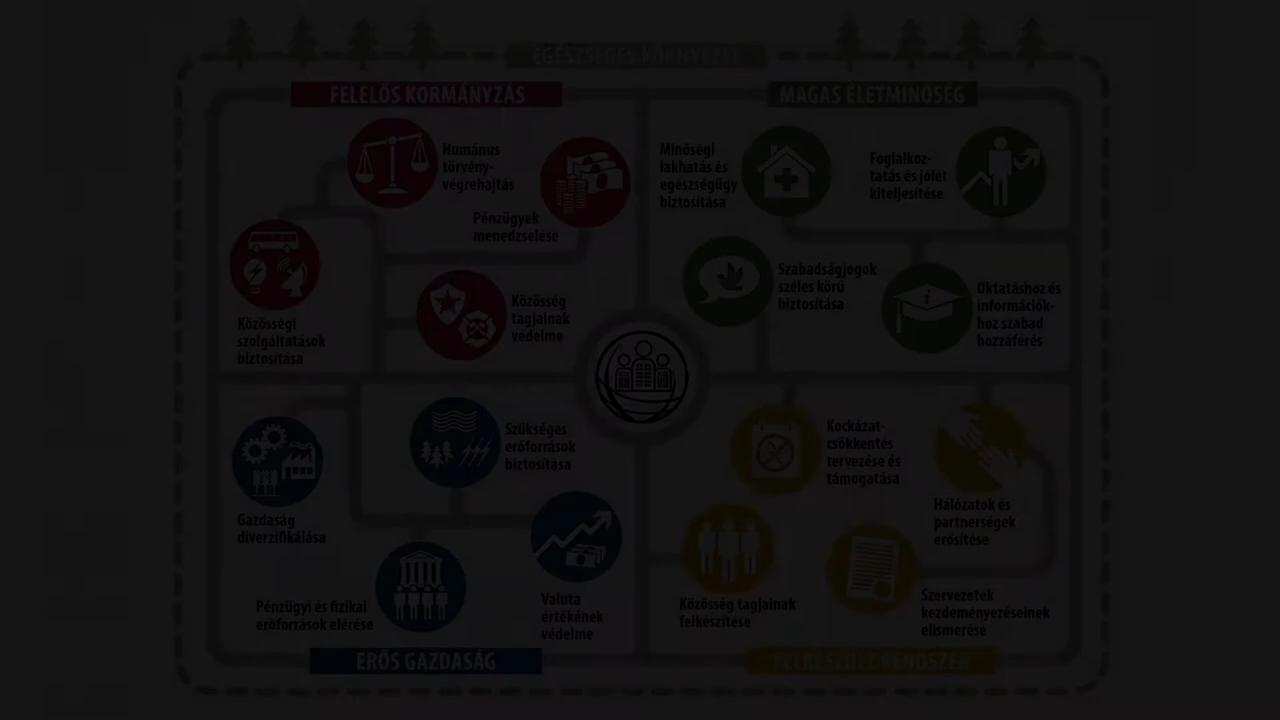 EGÉSZSÉGES KÖRNYEZET
FELELŐS KORMÁNYZÁS
MAGAS ÉLETMINŐSÉG
Humánus
törvény-
végrehajtás
Pénzügyek
menedzselése
Közösségi
szolgáltatások
biztosítása
Közösség
tagjainak
védelme
Minőségi
lakhatás és
egészségügy
biztosítása
Foglalkoz-
tatás és jólét
kiteljesítése
Szabadságjogok
széles körű
biztosítása
Oktatáshoz és
információk-
hoz szabad
hozzáférés
Gazdaság
diverzifikálása
Szükséges
erőforrások
biztosítása
Pénzügyi és fizikai
erőforrások elérése
Valuta
értékének
védelme
Kockázat-
csökkentés
tervezése és
támogatása
Hálózatok és
partnerségek
erősítése
Közösség tagjainak
felkészítése
Szervezetek
kezdeményezéseinek
elismerése
ERŐS GAZDASÁG
FELKÉSZÜLT RENDSZER